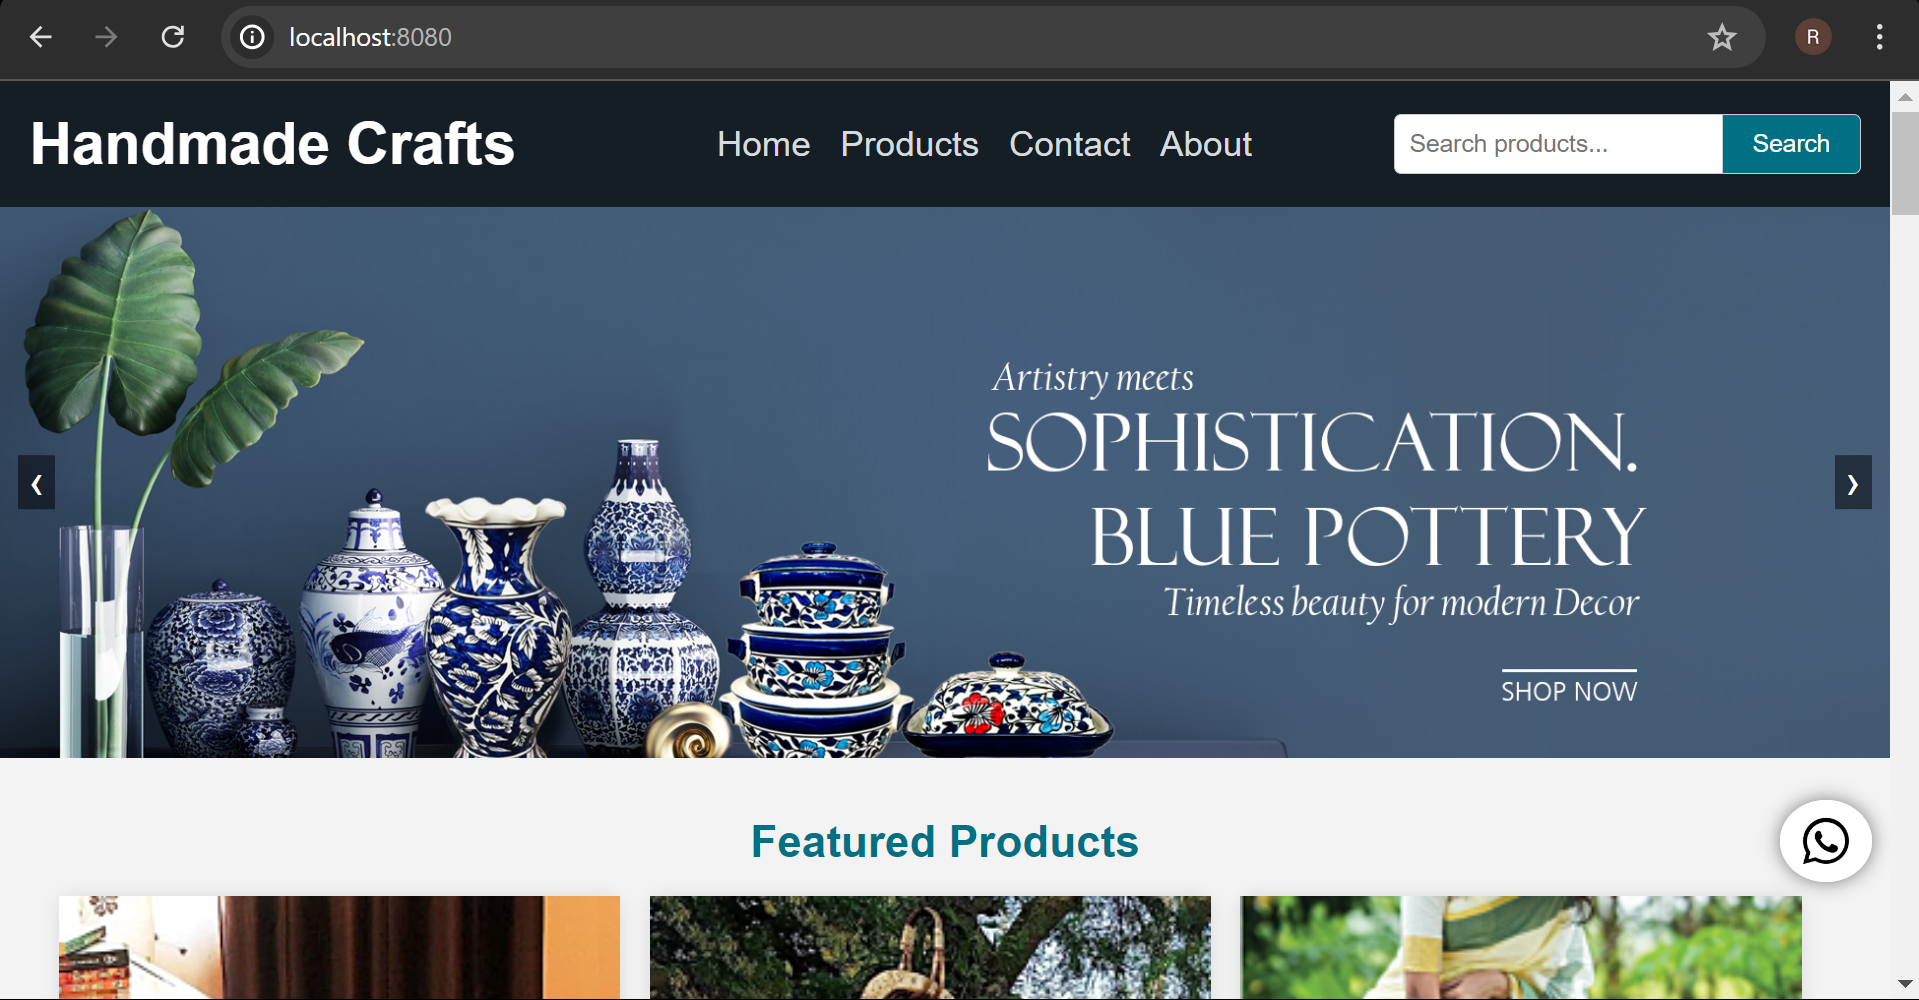 localhost:8080
R
Handmade Crafts
Home Products Contact About
Search products...
Search
Artistry meets
SOPHISTICATION.
BLUE POTTERY
Timeless beauty for modern Decor
SHOP NOW
Featured Products